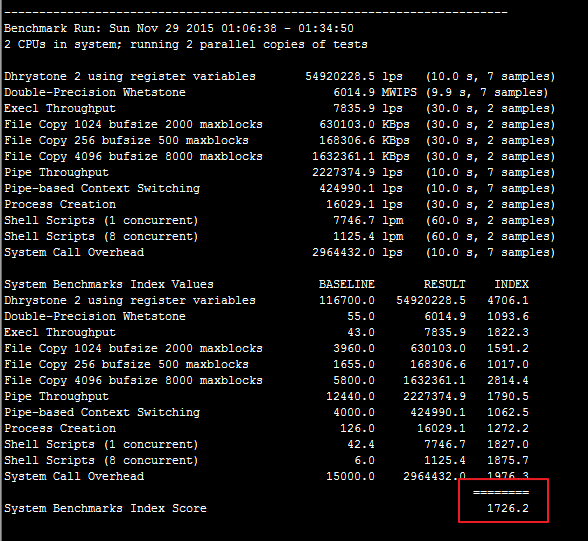 ------------------------------------------------------------------------
Benchmark Run: Sun Nov 29 2015 01:06:38 - 01:34:50
2 CPUs in system; running 2 parallel copies of tests
Dhrystone 2 using register variables 54920228.5 lps (10.0 s, 7 samples)
Double-Precision Whetstone 6014.9 MWIPS (9.9 s, 7 samples)
Execl Throughput 7835.9 lps (30.0 s, 2 samples)
File Copy 1024 bufsize 2000 maxblocks 630103.0 KBps (30.0 s, 2 samples)
File Copy 256 bufsize 500 maxblocks 168306.6 KBps (30.0 s, 2 samples)
File Copy 4096 bufsize 8000 maxblocks 1632361.1 KBps (30.0 s, 2 samples)
Pipe Throughput 2227374.9 lps (10.0 s, 7 samples)
Pipe-based Context Switching 424990.1 lps (10.0 s, 7 samples)
Process Creation 16029.1 lps (30.0 s, 2 samples)
Shell Scripts (1 concurrent) 7746.7 lpm (60.0 s, 2 samples)
Shell Scripts (8 concurrent) 1125.4 lpm (60.0 s, 2 samples)
System Call Overhead 2964432.0 lps (10.0 s, 7 samples)
System Benchmarks Index Values BASELINE RESULT INDEX
Dhrystone 2 using register variables 116700.0 54920228.5 4706.1
Double-Precision Whetstone 55.0 6014.9 1093.6
Execl Throughput 43.0 7835.9 1822.3
File Copy 1024 bufsize 2000 maxblocks 3960.0 630103.0 1591.2
File Copy 256 bufsize 500 maxblocks 1655.0 168306.6 1017.0
File Copy 4096 bufsize 8000 maxblocks 5800.0 1632361.1 2814.4
Pipe Throughput 12440.0 2227374.9 1790.5
Pipe-based Context Switching 4000.0 424990.1 1062.5
Process Creation 126.0 16029.1 1272.2
Shell Scripts (1 concurrent) 42.4 7746.7 1827.0
Shell Scripts (8 concurrent) 6.0 1125.4 1875.7
System Call Overhead 15000.0 2964432.0 1976.3
========
System Benchmarks Index Score 1726.2